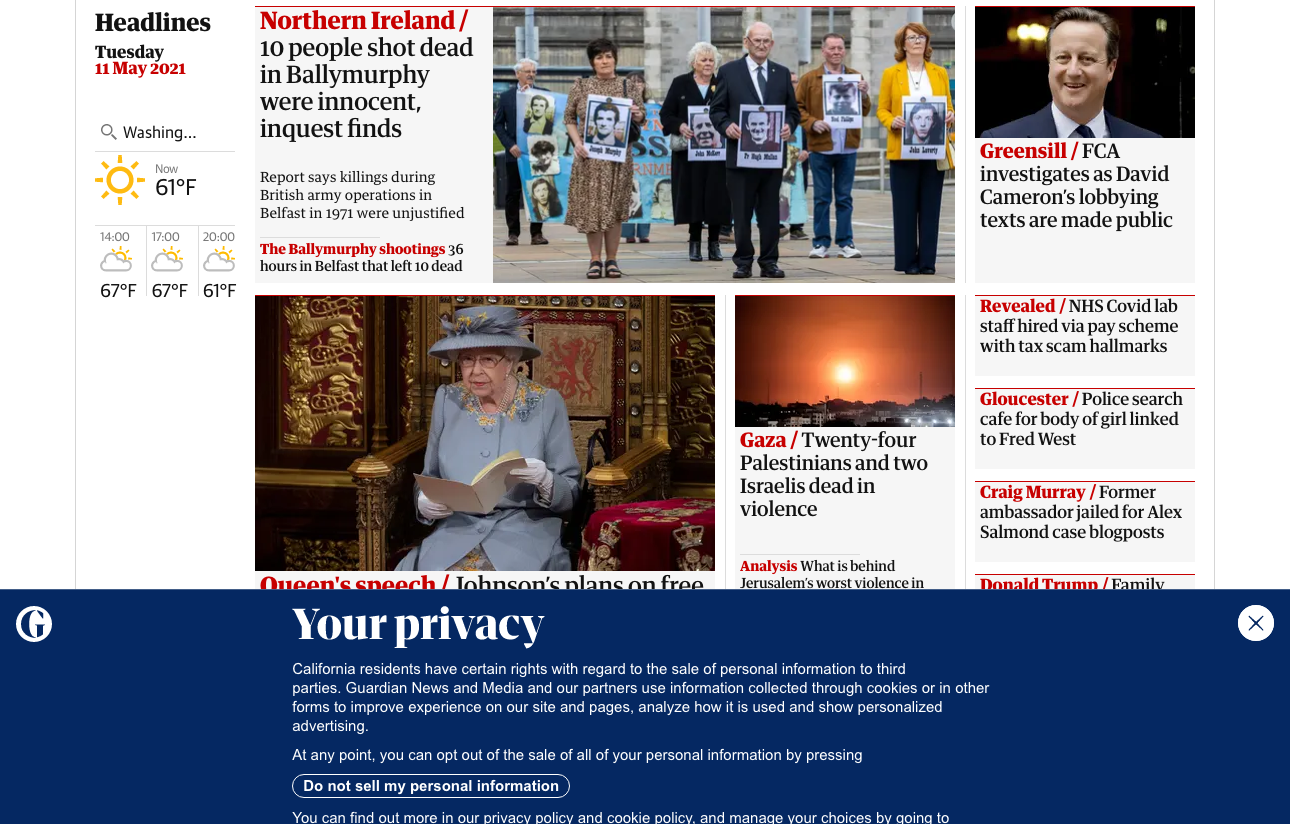 Headlines
Tuesday
11 May 2021
Washing...
Now
61°F
14:00
17:00
20:00
67°F
67°F
61°F
Northern Ireland /
10 people shot dead
in Ballymurphy
were innocent,
inquest finds
Report says killings during
British army operations in
Belfast in 1971 were unjustified
The Ballymurphy shootings 36
hours in Belfast that left 10 dead
Joseph Murphy
John McKerr
Fr Hugh Mullan
Noel Phillips
John Laverty
Greensill / FCA
investigates as David
Cameron's lobbying
texts are made public
Queen's speech / Johnson's plans on free
Gaza / Twenty-four
Palestinians and two
Israelis dead in
violence
Analysis What is behind
Jerusalem's worst violence in
Revealed / NHS Covid lab
staff hired via pay scheme
with tax scam hallmarks
Gloucester / Police search
cafe for body of girl linked
to Fred West
Craig Murray / Former
ambassador jailed for Alex
Salmond case blogposts
Donald Trump / Family
G
Your privacy
California residents have certain rights with regard to the sale of personal information to third
parties. Guardian News and Media and our partners use information collected through cookies or in other
forms to improve experience on our site and pages, analyze how it is used and show personalized
advertising.
At any point, you can opt out of the sale of all of your personal information by pressing
Do not sell my personal information
You can find out more in our privacy policy and cookie policy, and manage your choices by going to